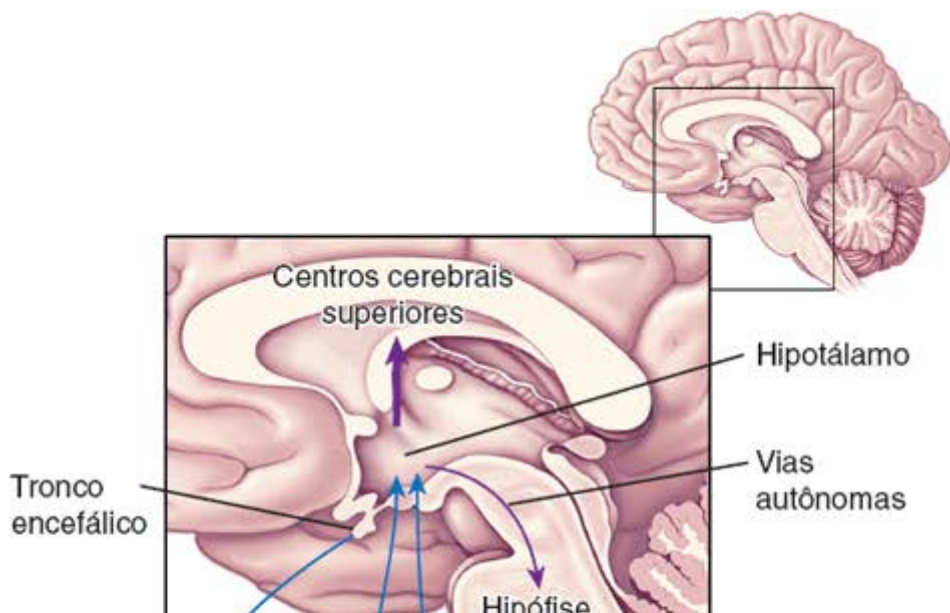 Centros cerebrais
superiores
Hipotálamo
Vias
autônomas
Tronco
encefálico
Hipófise